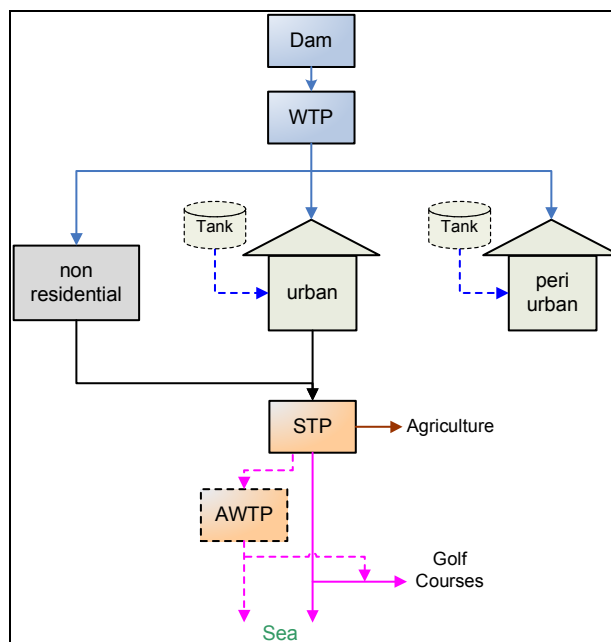 Dam
WTP
Tank
Tank
non
residential
urban
peri
urban
STP
Agriculture
AWTP
Golf
Courses
Sea